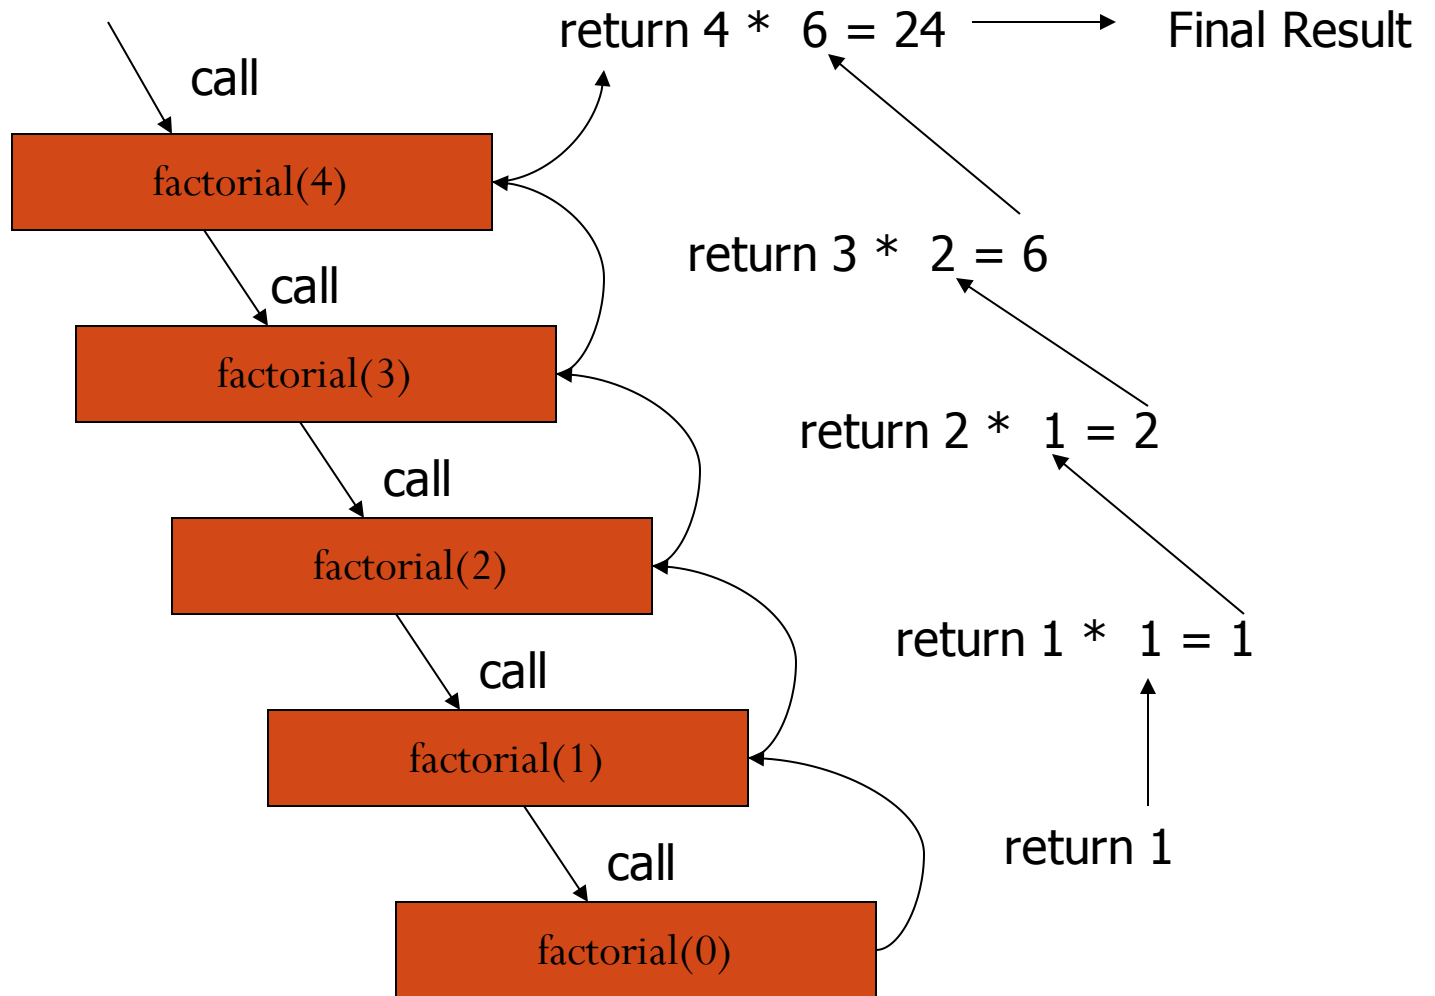 return 4 *  6 = 24
Final Result
call
factorial(4)
return 3 *  2 = 6
call
factorial(3)
return 2 *  1 = 2
call
factorial(2)
return 1 *  1 = 1
call
factorial(1)
return 1
call
factorial(0)